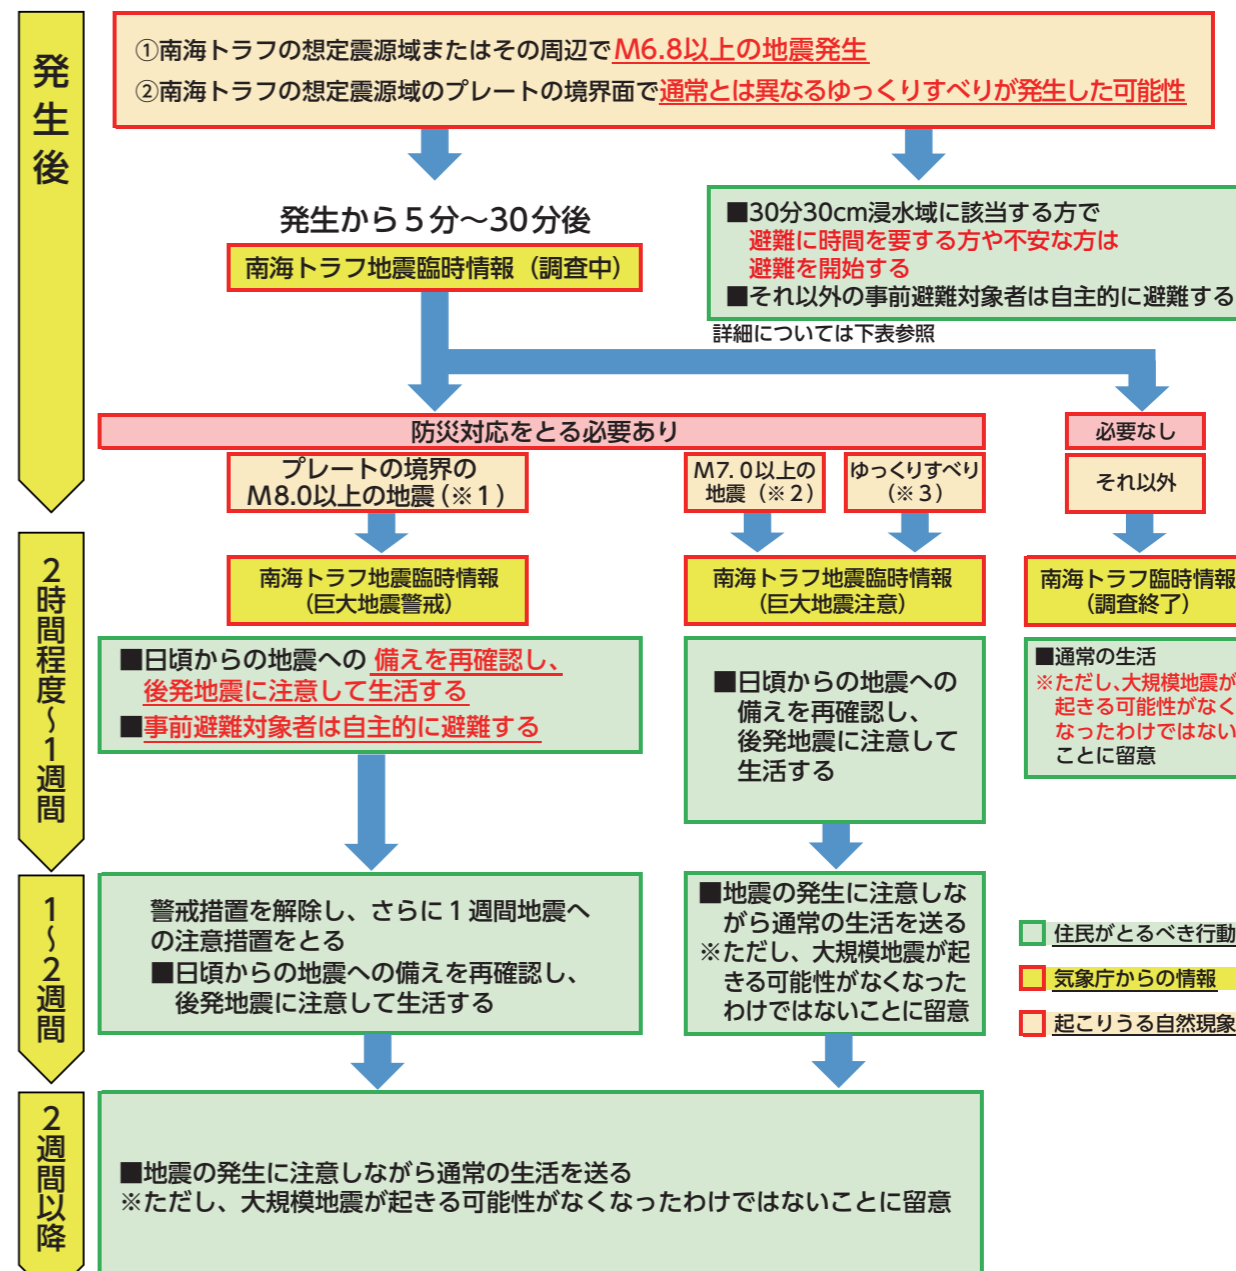 発生後
①南海トラフの想定震源域またはその周辺でM6.8以上の地震発生
②南海トラフの想定震源域のプレートの境界面で通常とは異なるゆっくりすべりが発生した可能性
発生から５分～30分後
南海トラフ地震臨時情報（調査中）
■30分30cm浸水域に該当する方で
避難に時間を要する方や不安な方は
避難を開始する
■それ以外の事前避難対象者は自主的に避難する
詳細については下表参照
防災対応をとる必要あり
必要なし
プレートの境界の
M8.0以上の地震（※１）
M7.0以上の
地震（※２）
ゆっくりすべり
（※３）
それ以外
2時間程度～1週間
南海トラフ地震臨時情報
（巨大地震警戒）
南海トラフ地震臨時情報
（巨大地震注意）
南海トラフ臨時情報
（調査終了）
■日頃からの地震への 備えを再確認し、
後発地震に注意して生活する
■事前避難対象者は自主的に避難する
■日頃からの地震への
備えを再確認し、
後発地震に注意して
生活する
■通常の生活
※ただし、大規模地震が
起きる可能性がなく
なったわけではない
ことに留意
1～2週間
警戒措置を解除し、さらに１週間地震へ
の注意措置をとる
■日頃からの地震への備えを再確認し、
後発地震に注意して生活する
■地震の発生に注意しな
がら通常の生活を送る
※ただし、大規模地震が起
きる可能性がなくなった
わけではないことに留意
住民がとるべき行動
気象庁からの情報
起こりうる自然現象
2週間以降
■地震の発生に注意しながら通常の生活を送る
※ただし、大規模地震が起きる可能性がなくなったわけではないことに留意